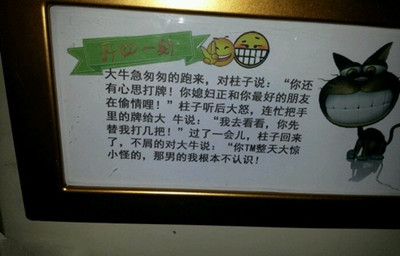 开心一刻
大牛急匆匆的跑来，对柱子说：“你还
有心思打牌！你媳妇正和你最好的朋友
在偷情哩！”柱子听后大怒，连忙把手
里的牌给大 牛说：“我去看看，你先
替我打几把！”过了一会儿，柱子回来
了，不屑的对大牛说：“你TM整天大惊
小怪的，那男的我根本不认识！